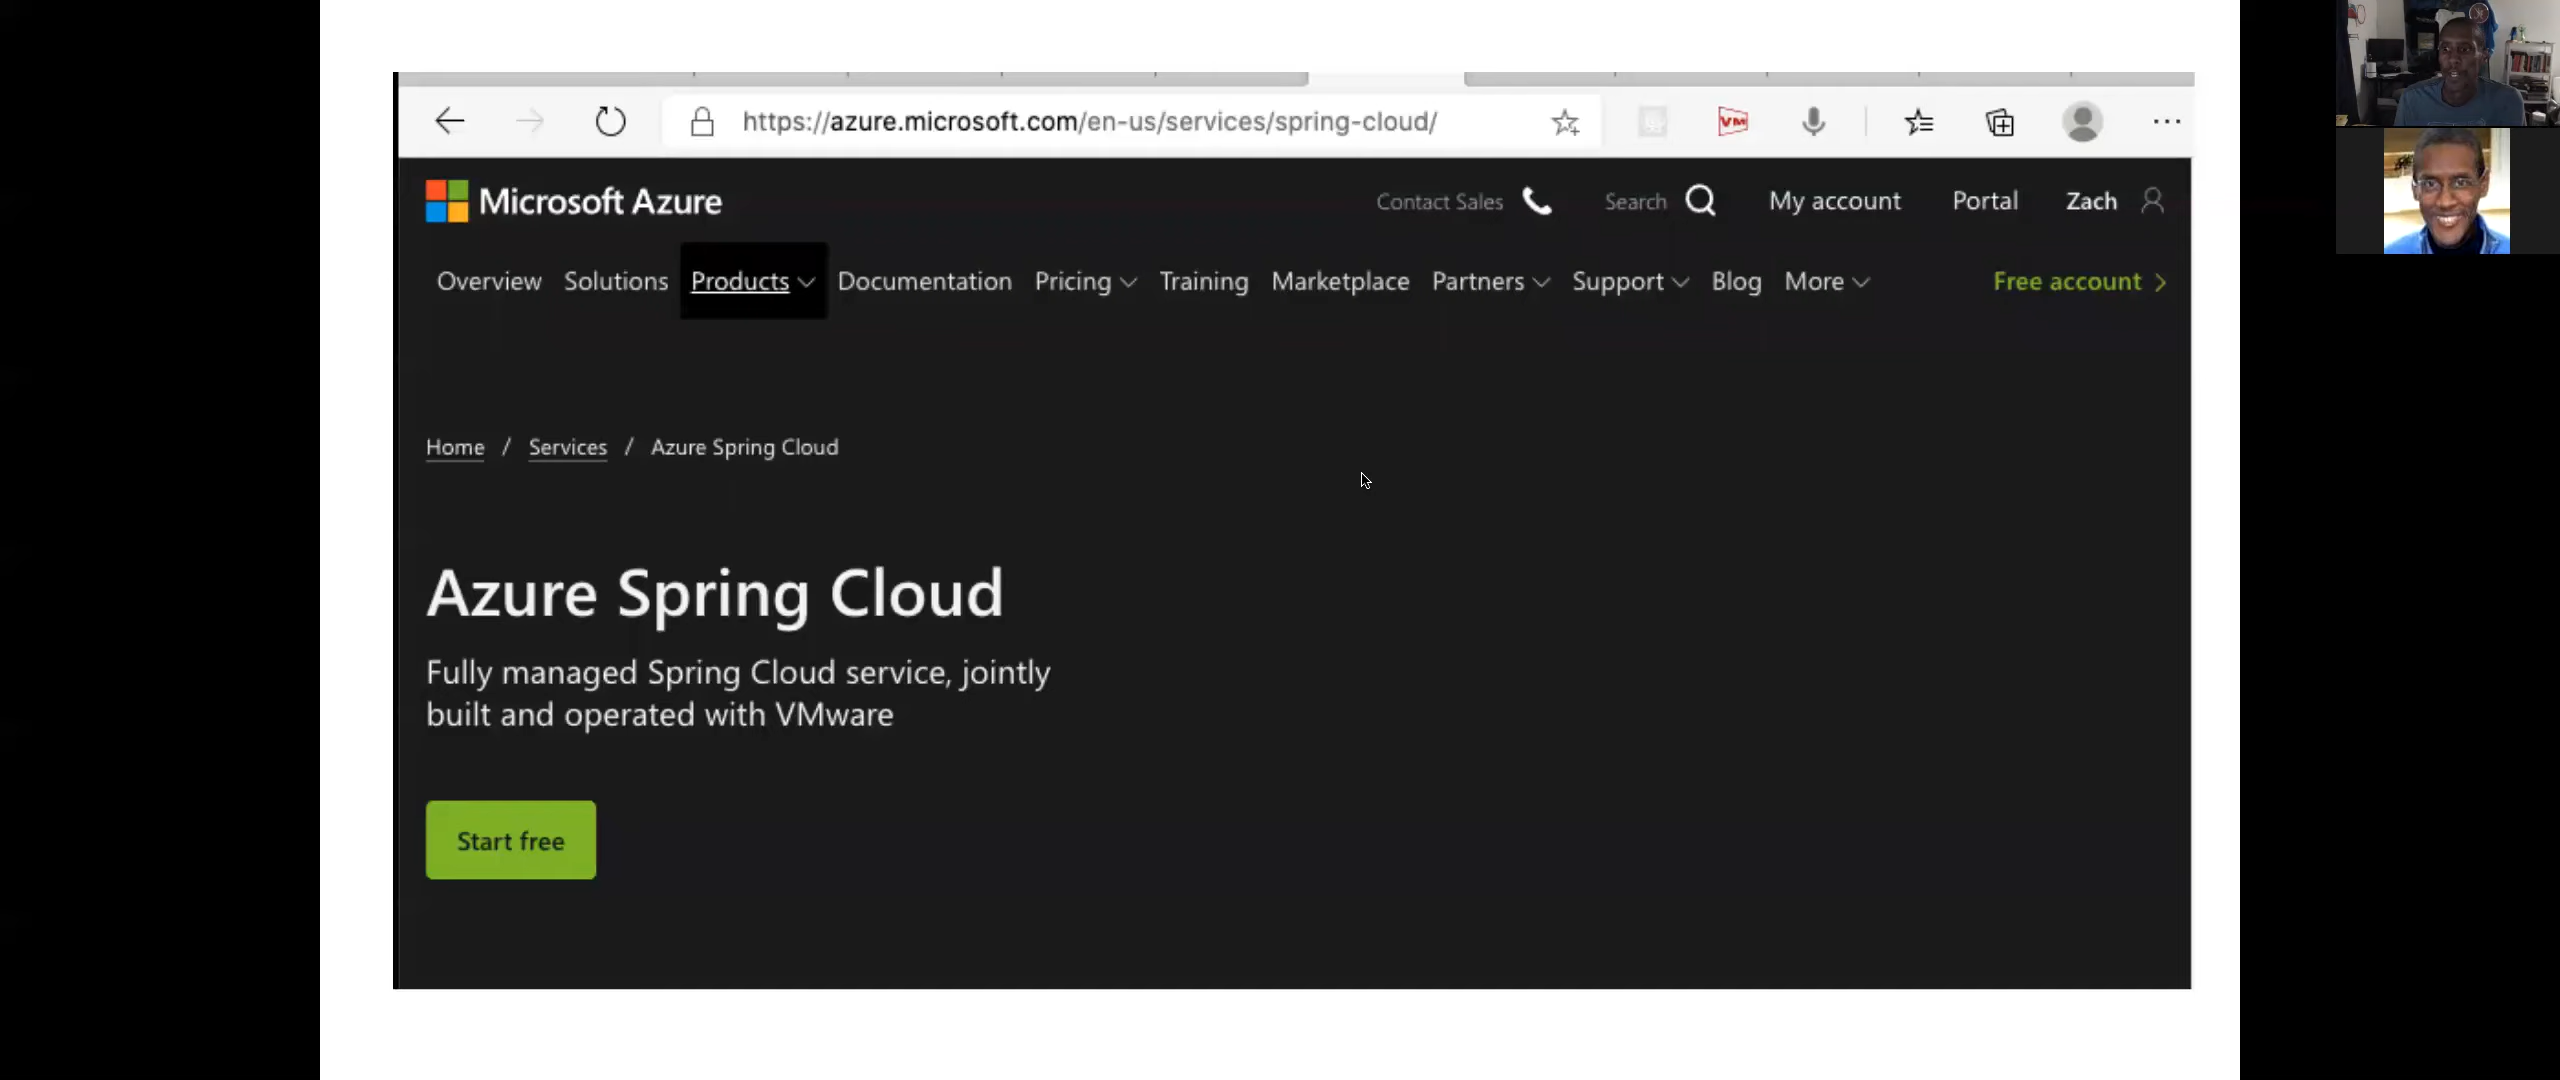 https://azure.microsoft.com/en-us/services/spring-cloud/
VM
Microsoft Azure
Contact Sales Search My account Portal Zach
Overview Solutions Products Documentation Pricing Training Marketplace Partners Support Blog More Free account
Home / Services / Azure Spring Cloud
Azure Spring Cloud
Fully managed Spring Cloud service, jointly
built and operated with VMware
Start free